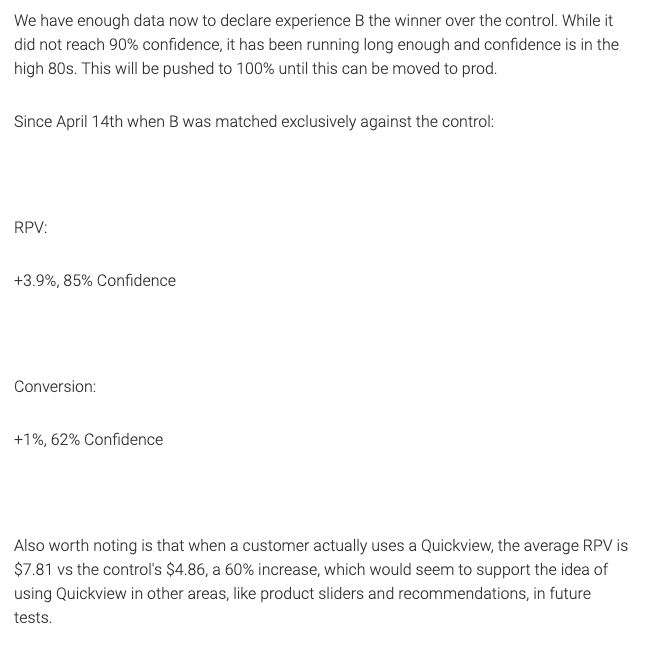 We have enough data now to declare experience B the winner over the control. While it
did not reach 90% confidence, it has been running long enough and confidence is in the
high 80s. This will be pushed to 100% until this can be moved to prod.
Since April 14th when B was matched exclusively against the control:
RPV:
+3.9%, 85% Confidence
Conversion:
+1%, 62% Confidence
Also worth noting is that when a customer actually uses a Quickview, the average RPV is
$7.81 vs the control's $4.86, a 60% increase, which would seem to support the idea of
using Quickview in other areas, like product sliders and recommendations, in future
tests.